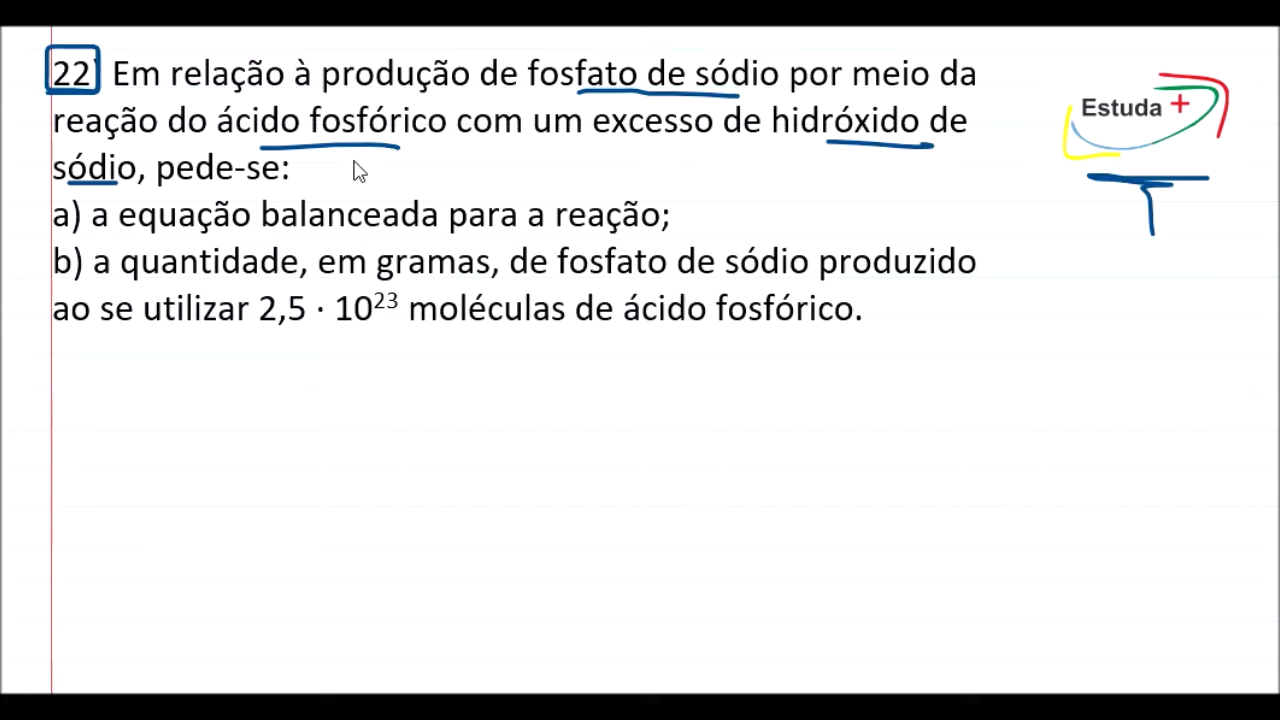 22) Em relação à produção de fosfato de sódio por meio da
reação do ácido fosfórico com um excesso de hidróxido de
sódio, pede-se:
a) a equação balanceada para a reação;
b) a quantidade, em gramas, de fosfato de sódio produzido
ao se utilizar 2,5 · 10²³ moléculas de ácido fosfórico.
Estuda +